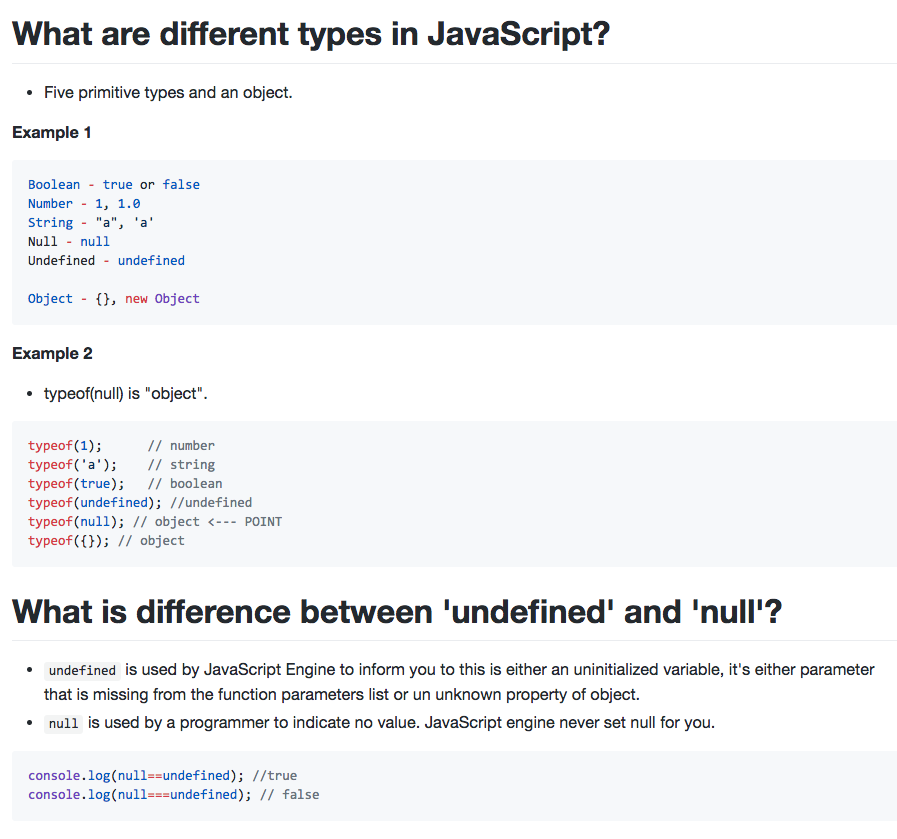 What are different types in JavaScript?
• Five primitive types and an object.
Example 1
Boolean - true or false
Number - 1, 1.0
String - "a", 'a'
Null - null
Undefined - undefined
Object - {}, new Object
Example 2
• typeof(null) is "object".
typeof(1);      // number
typeof('a');    // string
typeof(true);   // boolean
typeof(undefined); //undefined
typeof(null); // object <--- POINT
typeof({}); // object
What is difference between 'undefined' and 'null'?
• undefined is used by JavaScript Engine to inform you to this is either an uninitialized variable, it's either parameter
that is missing from the function parameters list or un unknown property of object.
• null is used by a programmer to indicate no value. JavaScript engine never set null for you.
console.log(null==undefined); //true
console.log(null===undefined); // false